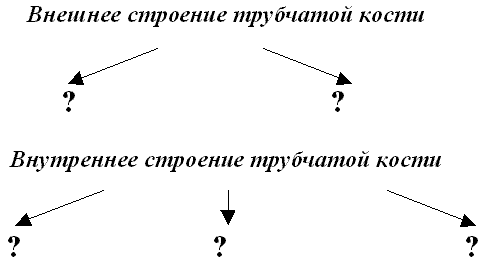 Внешнее строение трубчатой кости
? ?
Внутреннее строение трубчатой кости
? ? ?